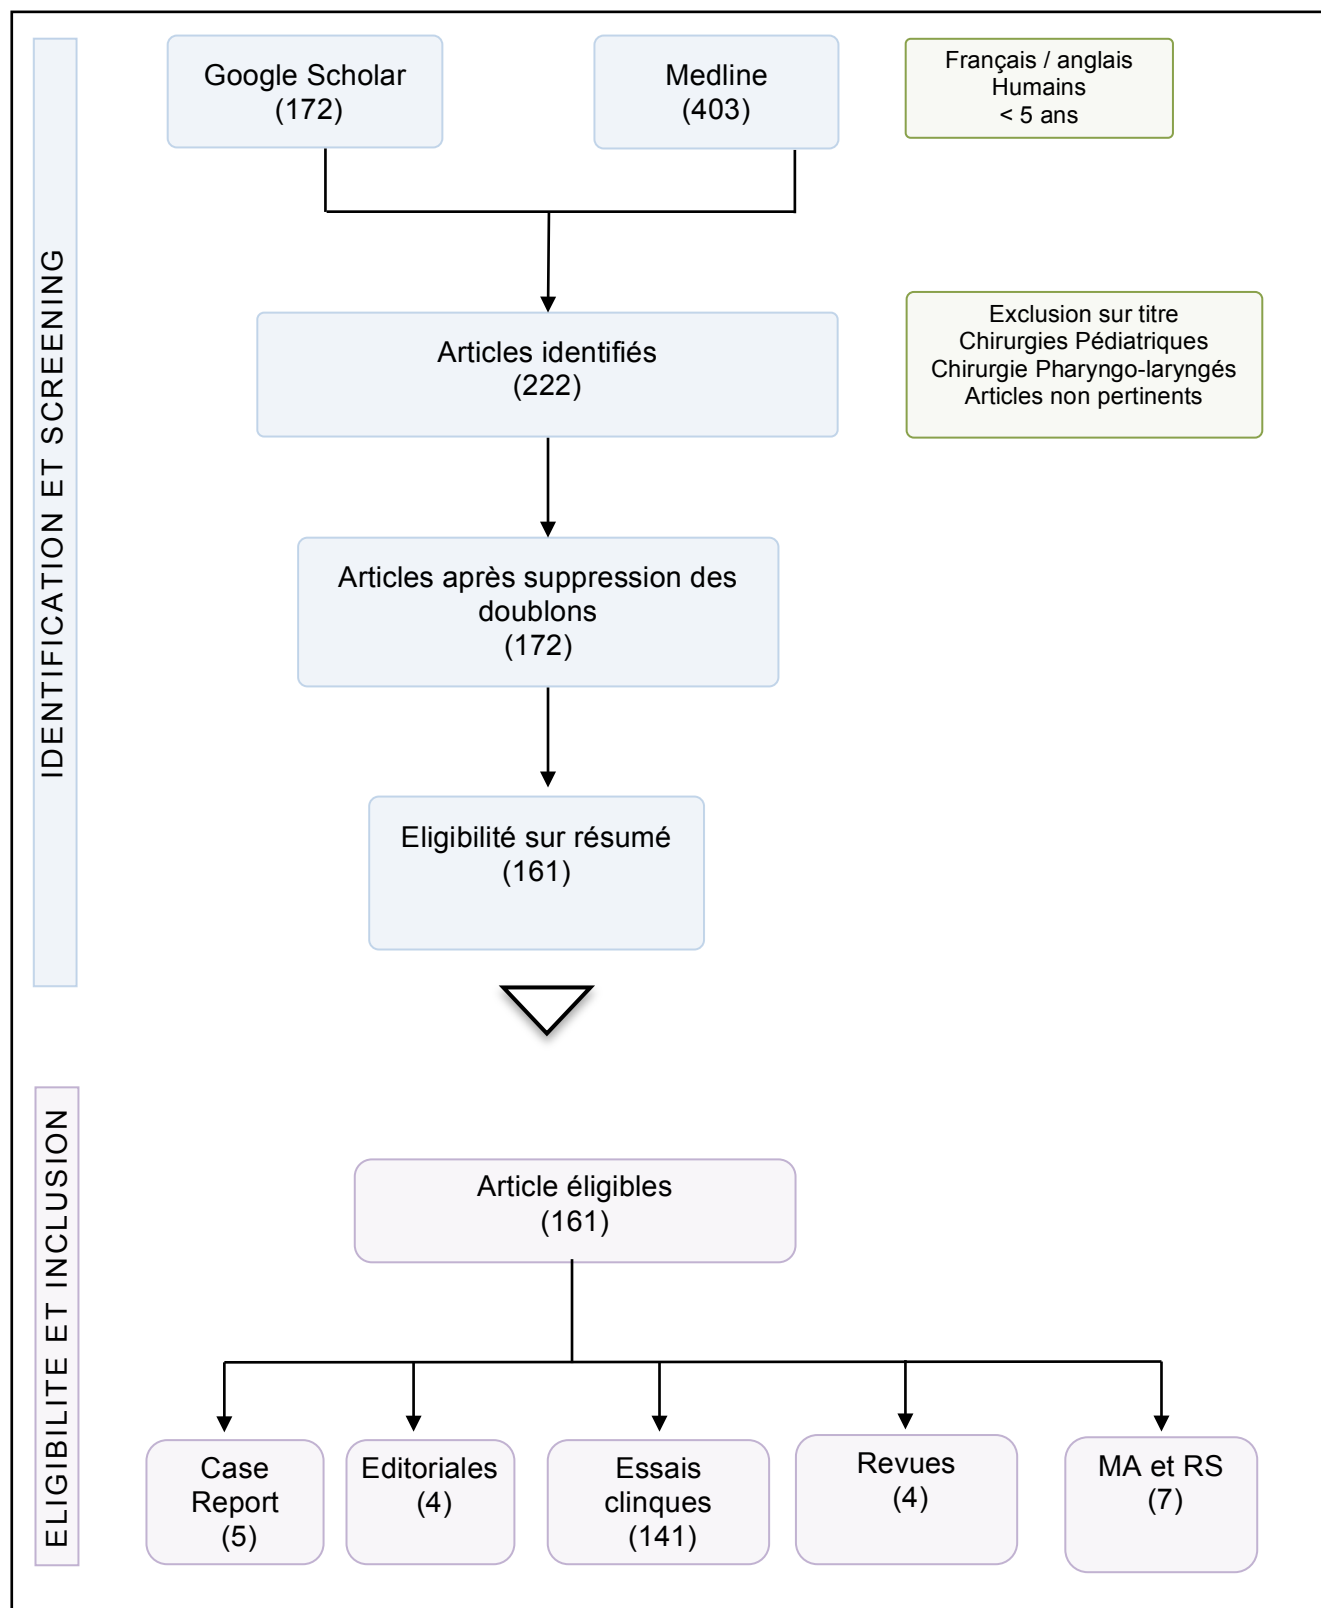 IDENTIFICATION ET SCREENING
Google Scholar
(172)
Medline
(403)
Français / anglais
Humains
< 5 ans
Articles identifiés
(222)
Exclusion sur titre
Chirurgies Pédiatriques
Chirurgie Pharyngo-laryngés
Articles non pertinents
Articles après suppression des
doublons
(172)
Eligibilité sur résumé
(161)
ELIGIBILITE ET INCLUSION
Article éligibles
(161)
Case
Report
(5)
Editoriales
(4)
Essais
clinques
(141)
Revues
(4)
MA et RS
(7)